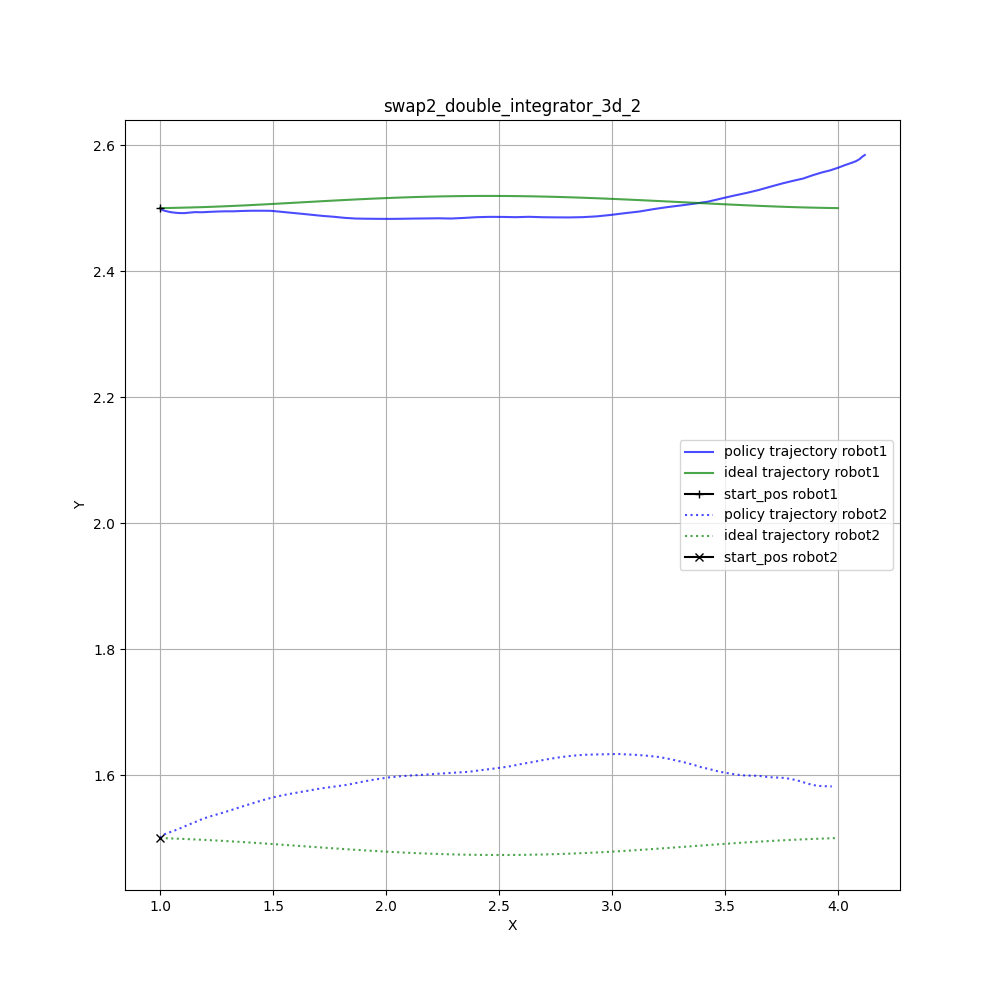 swap2_double_integrator_3d_2
2.6
2.4
2.2
2.0
1.8
1.6
Y
policy trajectory robot1
ideal trajectory robot1
start_pos robot1
policy trajectory robot2
ideal trajectory robot2
start_pos robot2
1.0 1.5 2.0 2.5 3.0 3.5 4.0
X